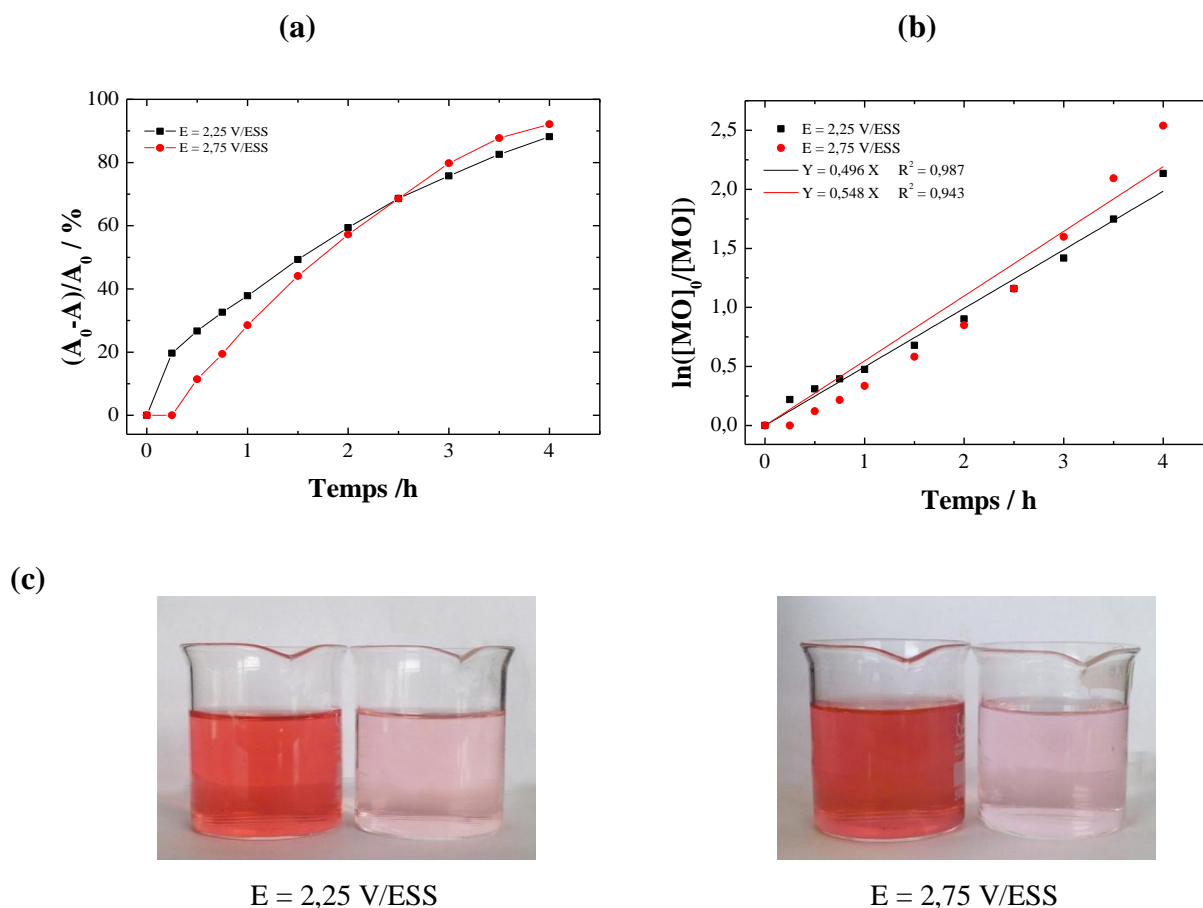 (a)
(b)
100
80
60
40
20
0
E = 2,25 V/ESS
E = 2,75 V/ESS
(A0-A)/A0 / %
0 1 2 3 4
Temps /h
2,5
2,0
1,5
1,0
0,5
0,0
E = 2,25 V/ESS
E = 2,75 V/ESS
Y = 0,496 X R2 = 0,987
Y = 0,548 X R2 = 0,943
ln([MO]0/[MO])
0 1 2 3 4
Temps / h
(c)
E = 2,25 V/ESS
E = 2,75 V/ESS